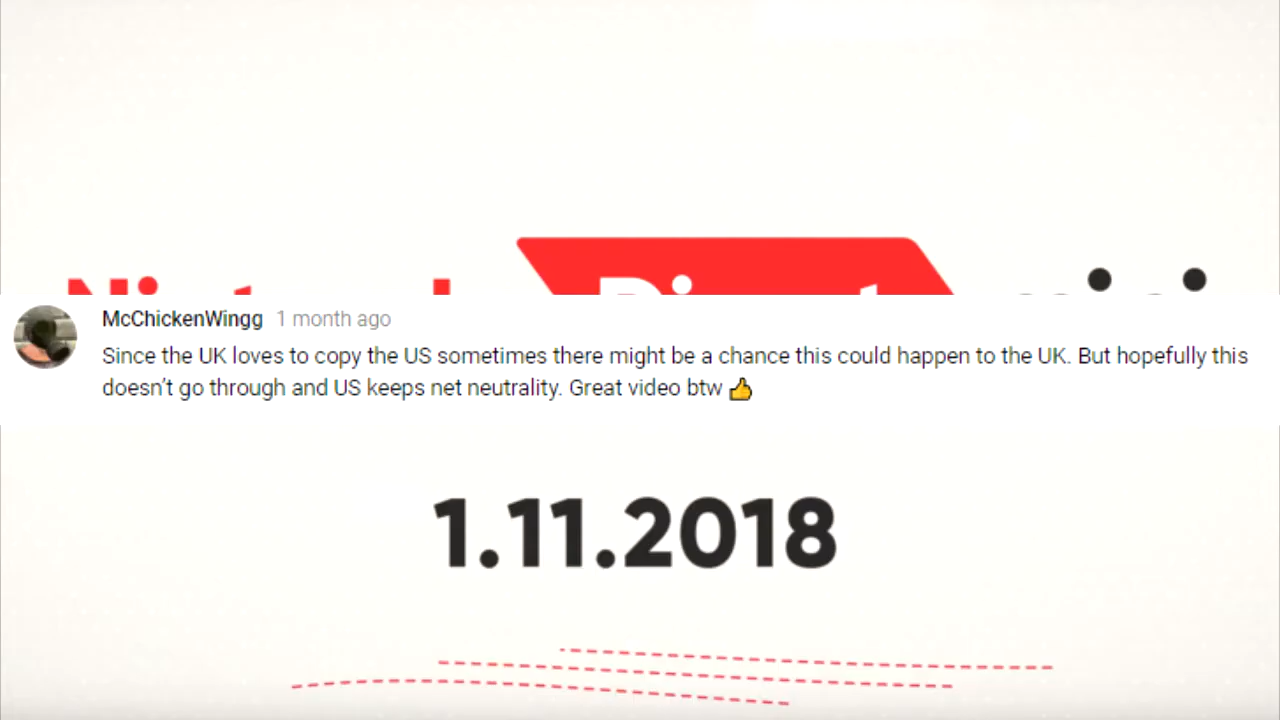 McChickenWingg 1 month ago
Since the UK loves to copy the US sometimes there might be a chance this could happen to the UK. But hopefully this
doesn't go through and US keeps net neutrality. Great video btw 👍
1.11.2018